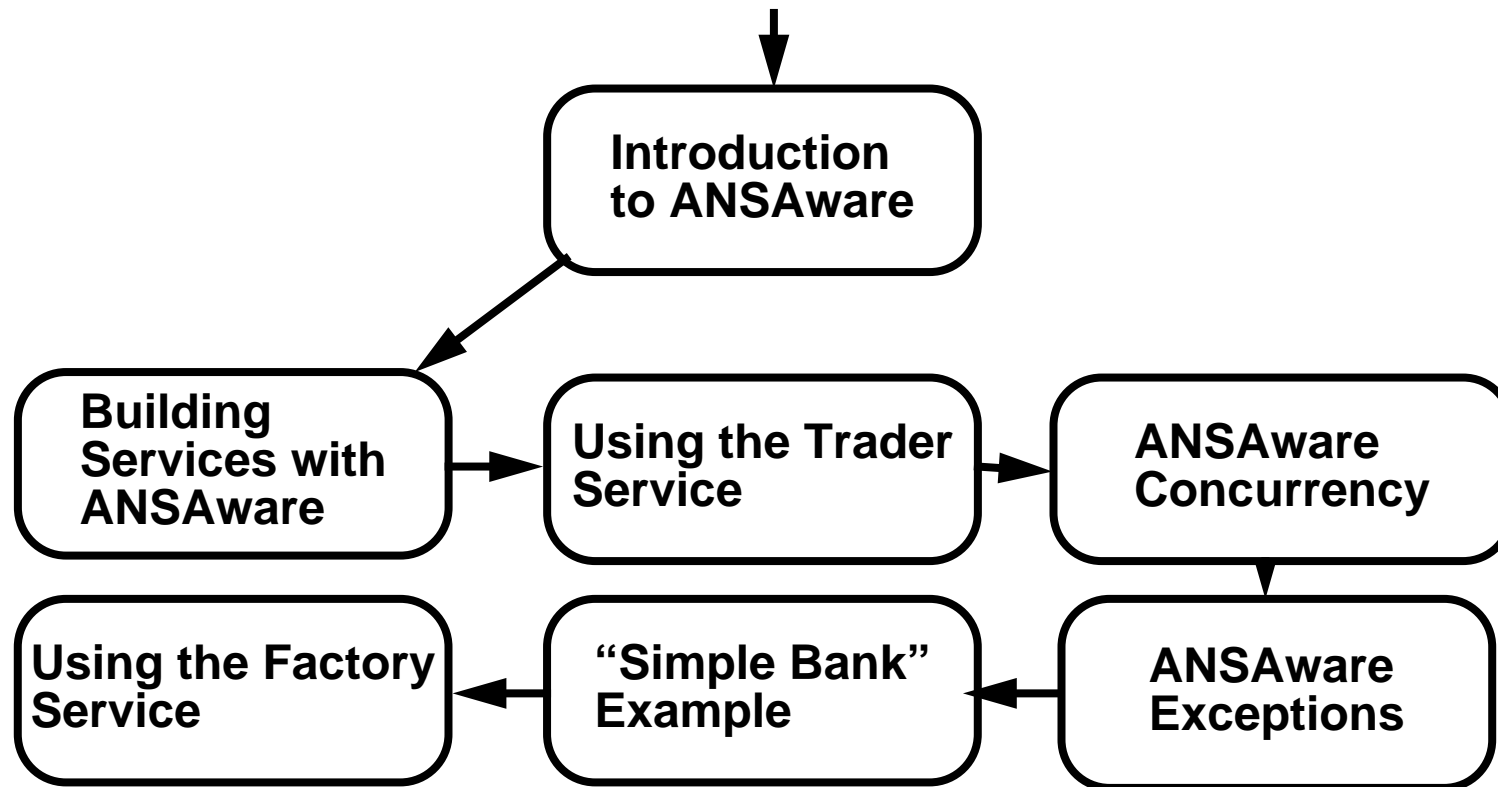 Introduction
to ANSAware
Building
Services with
ANSAware
Using the Trader
Service
ANSAware
Concurrency
Using the Factory
Service
“Simple Bank”
Example
ANSAware
Exceptions